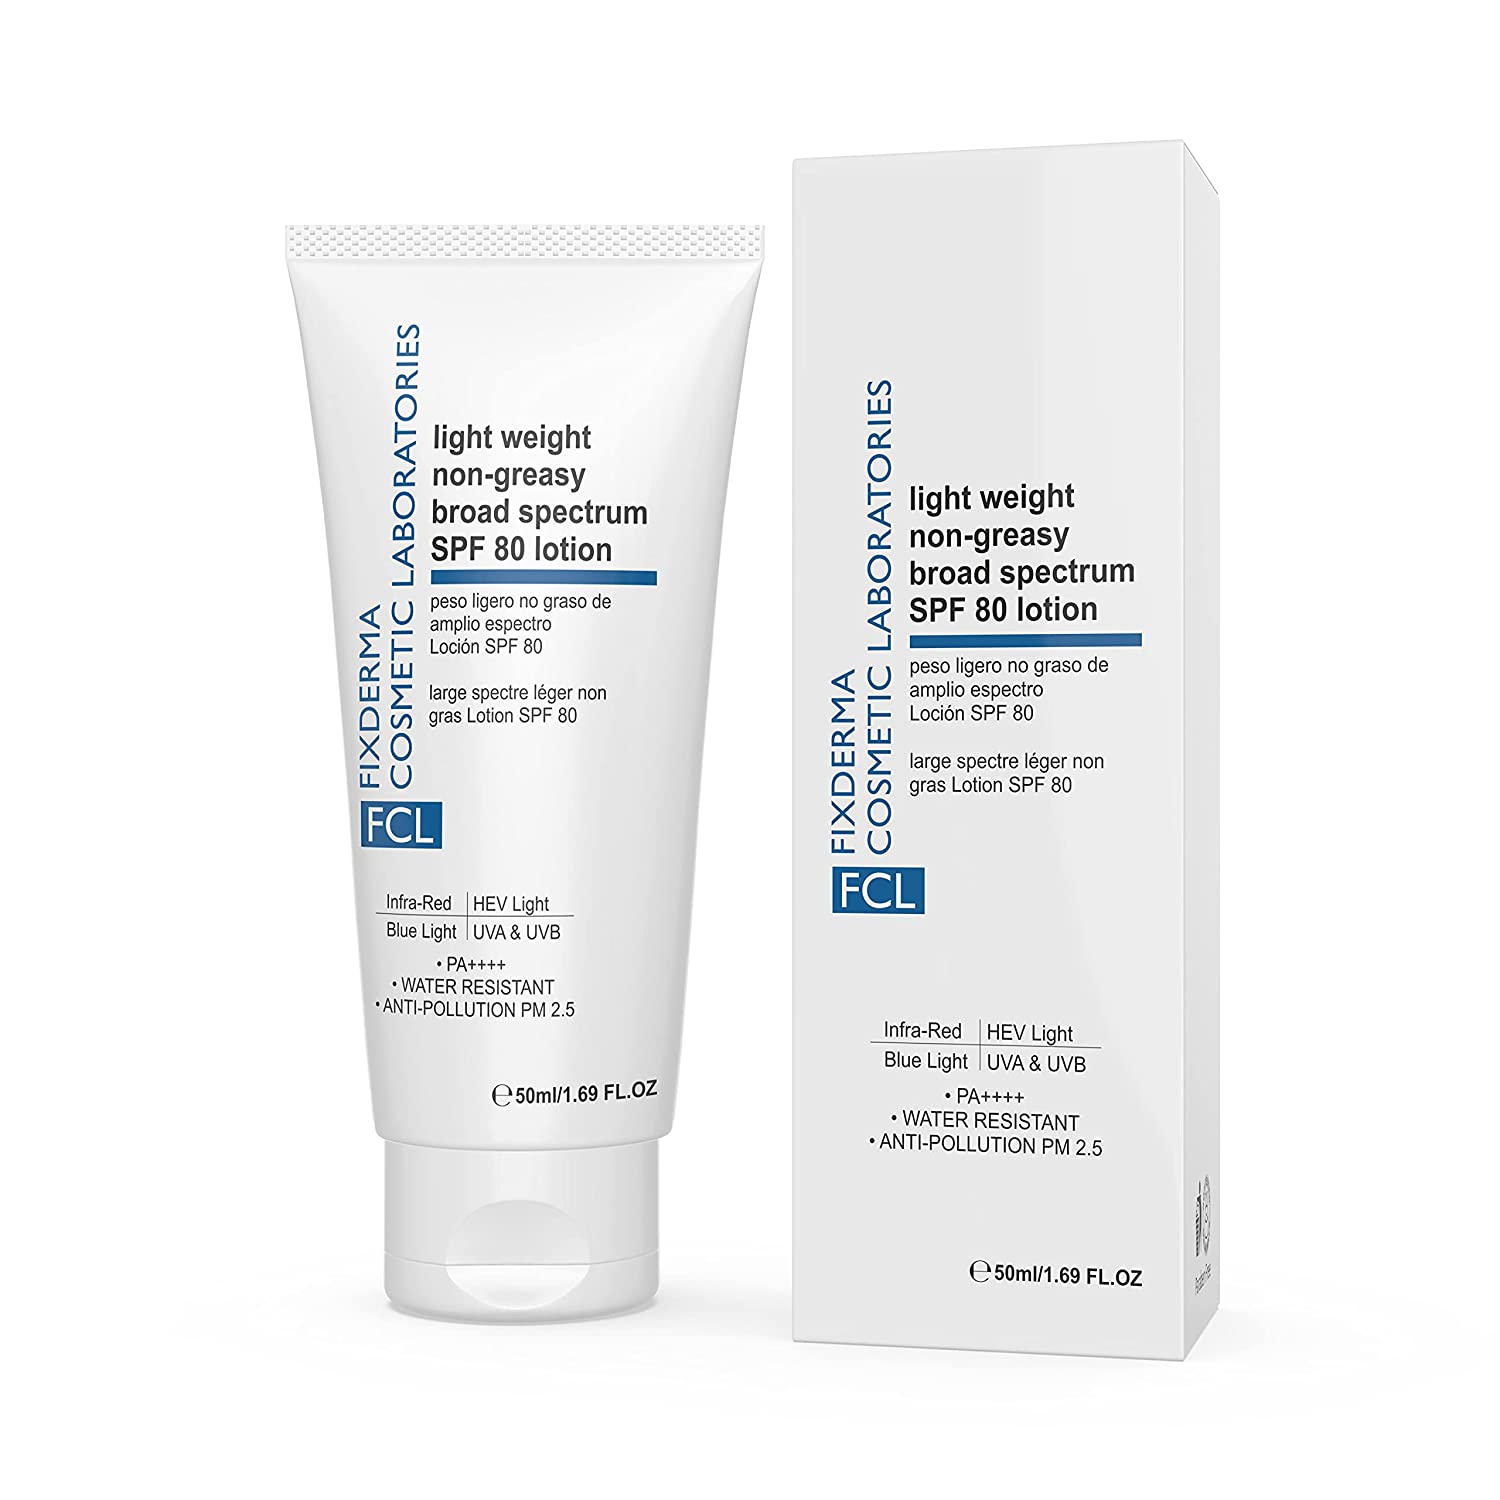 FIXDERMA
COSMETIC LABORATORIES
FCL
light weight
non-greasy
broad spectrum
SPF 80 lotion
peso ligero no graso de
amplio espectro
Loción SPF 80
large spectre léger non
gras Lotion SPF 80
Infra-Red HEV Light
Blue Light UVA & UVB
• PA++++
• WATER RESISTANT
• ANTI-POLLUTION PM 2.5
℮ 50ml/1.69 FL.OZ
FIXDERMA
COSMETIC LABORATORIES
FCL
light weight
non-greasy
broad spectrum
SPF 80 lotion
peso ligero no graso de
amplio espectro
Loción SPF 80
large spectre léger non
gras Lotion SPF 80
Infra-Red HEV Light
Blue Light UVA & UVB
• PA++++
• WATER RESISTANT
• ANTI-POLLUTION PM 2.5
℮ 50ml/1.69 FL.OZ